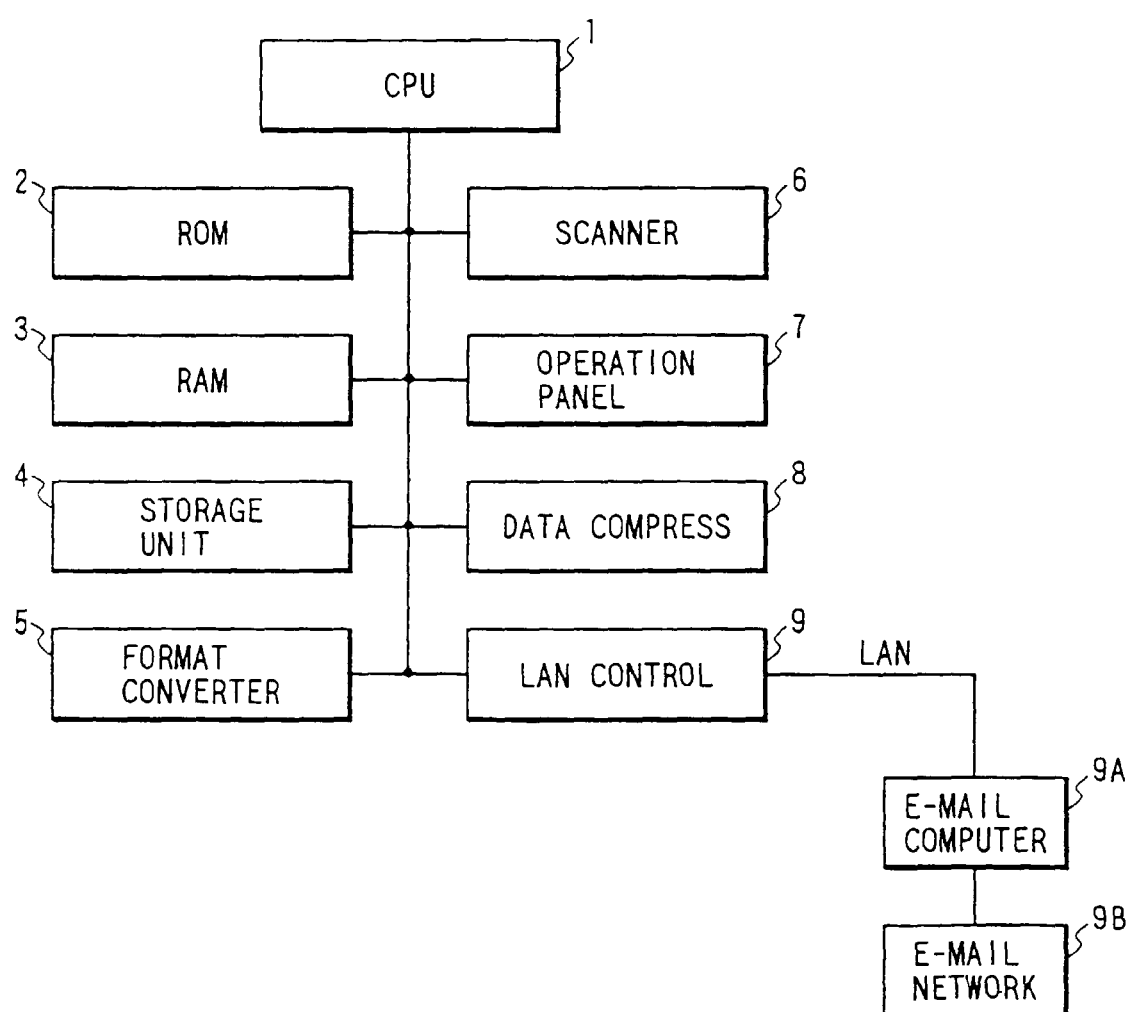 1
CPU
2
ROM
6
SCANNER
3
RAM
7
OPERATION
PANEL
4
STORAGE
UNIT
8
DATA COMPRESS
5
FORMAT
CONVERTER
9
LAN CONTROL
LAN
9A
E-MAIL
COMPUTER
9B
E-MAIL
NETWORK